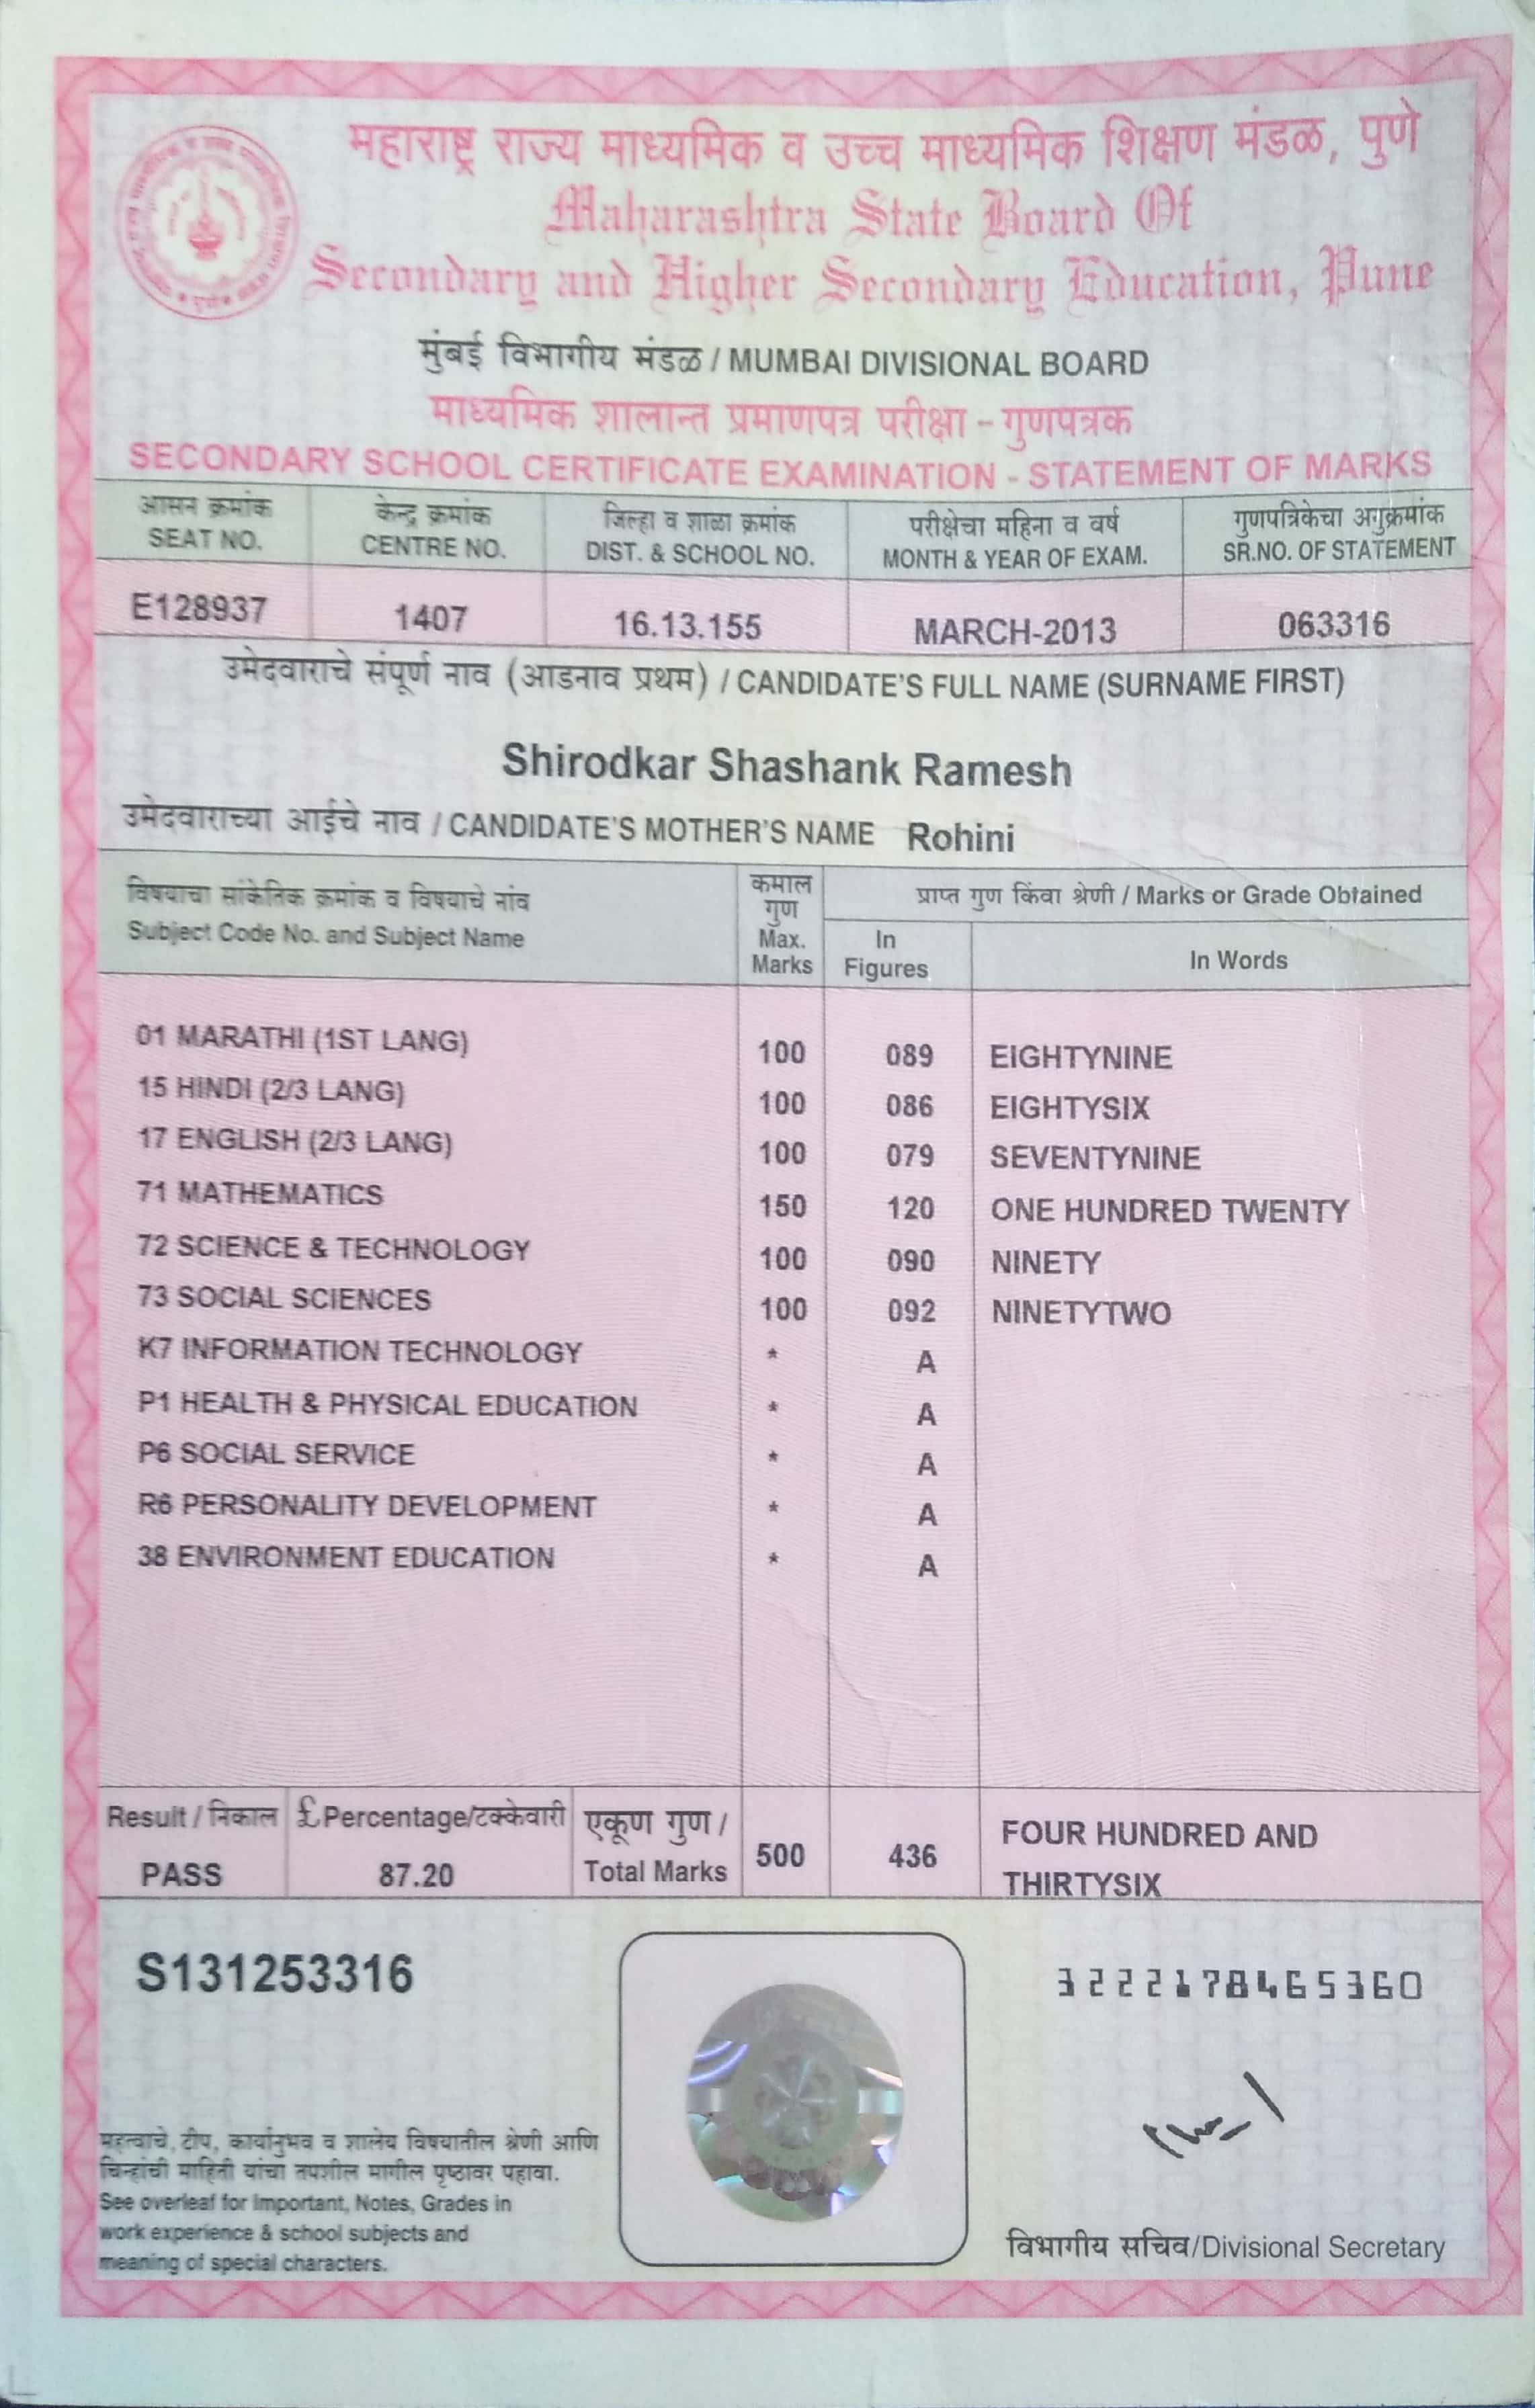 महाराष्ट्र राज्य माध्यमिक व उच्च माध्यमिक शिक्षण मंडळ, पुणे
Maharashtra State Board Of
Secondary and Higher Secondary Education, Pune
मुंबई विभागीय मंडळ / MUMBAI DIVISIONAL BOARD
माध्यमिक शालान्त प्रमाणपत्र परीक्षा - गुणपत्रक
SECONDARY SCHOOL CERTIFICATE EXAMINATION - STATEMENT OF MARKS
आसन क्रमांक केन्द्र क्रमांक जिल्हा व शाळा क्रमांक परीक्षेचा महिना व वर्ष गुणपत्रिकेचा अनुक्रमांक
SEAT NO. CENTRE NO. DIST. & SCHOOL NO. MONTH & YEAR OF EXAM. SR.NO. OF STATEMENT
E128937 1407 16.13.155 MARCH-2013 063316
उमेदवाराचे संपूर्ण नाव (आडनाव प्रथम) / CANDIDATE'S FULL NAME (SURNAME FIRST)
Shirodkar Shashank Ramesh
उमेदवाराच्या आईचे नाव / CANDIDATE'S MOTHER'S NAME Rohini
विषयाचा सांकेतिक क्रमांक व विषयाचे नांव
Subject Code No. and Subject Name
कमाल
गुण
Max.
Marks
प्राप्त गुण किंवा श्रेणी / Marks or Grade Obtained
In
Figures
In Words
01 MARATHI (1ST LANG) 100 089 EIGHTYNINE
15 HINDI (2/3 LANG) 100 086 EIGHTYSIX
17 ENGLISH (2/3 LANG) 100 079 SEVENTYNINE
71 MATHEMATICS 150 120 ONE HUNDRED TWENTY
72 SCIENCE & TECHNOLOGY 100 090 NINETY
73 SOCIAL SCIENCES 100 092 NINETYTWO
K7 INFORMATION TECHNOLOGY * A
P1 HEALTH & PHYSICAL EDUCATION * A
P6 SOCIAL SERVICE * A
R6 PERSONALITY DEVELOPMENT * A
38 ENVIRONMENT EDUCATION * A
Result / निकाल £Percentage/टक्केवारी एकूण गुण /
PASS 87.20 Total Marks 500 436 FOUR HUNDRED AND
THIRTYSIX
S131253316
3222178465360
महत्वाचे, टीप, कार्यानुभव व शालेय विषयातील श्रेणी आणि
चिन्हांची माहिती यांचा तपशील मागील पृष्ठावर पहावा.
See overleaf for Important, Notes, Grades in
work experience & school subjects and
meaning of special characters.
विभागीय सचिव/Divisional Secretary